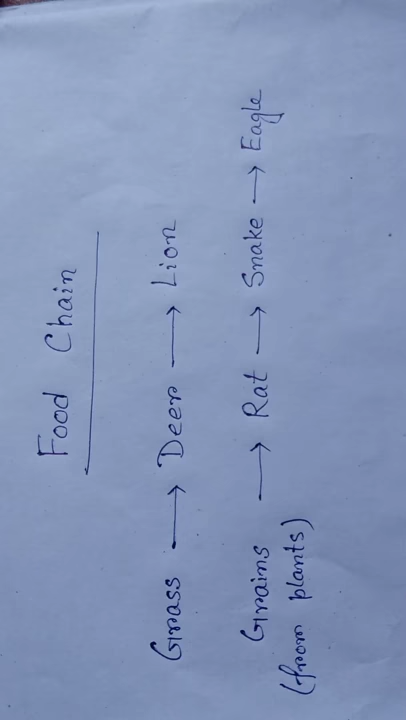 Food Chain
Grass → Deer → Lion
Grains → Rat → Snake → Eagle
(from plants)